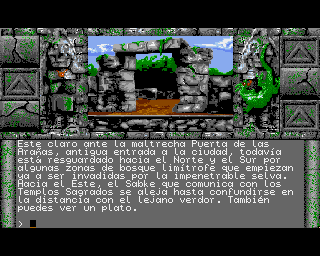 Este claro ante la maltrecha Puerta de las
Arañas, antigua entrada a la ciudad, todavía
está resguardado hacia el Norte y el Sur por
algunas zonas de bosque limítrofe que empiezan
ya a ser invadidas por la impenetrable selva.
Hacia el Este, el Sabke que comunica con los
Templos Sagrados se aleja hasta confundirse en
la distancia con el lejano verdor. También
puedes ver un plato.
>